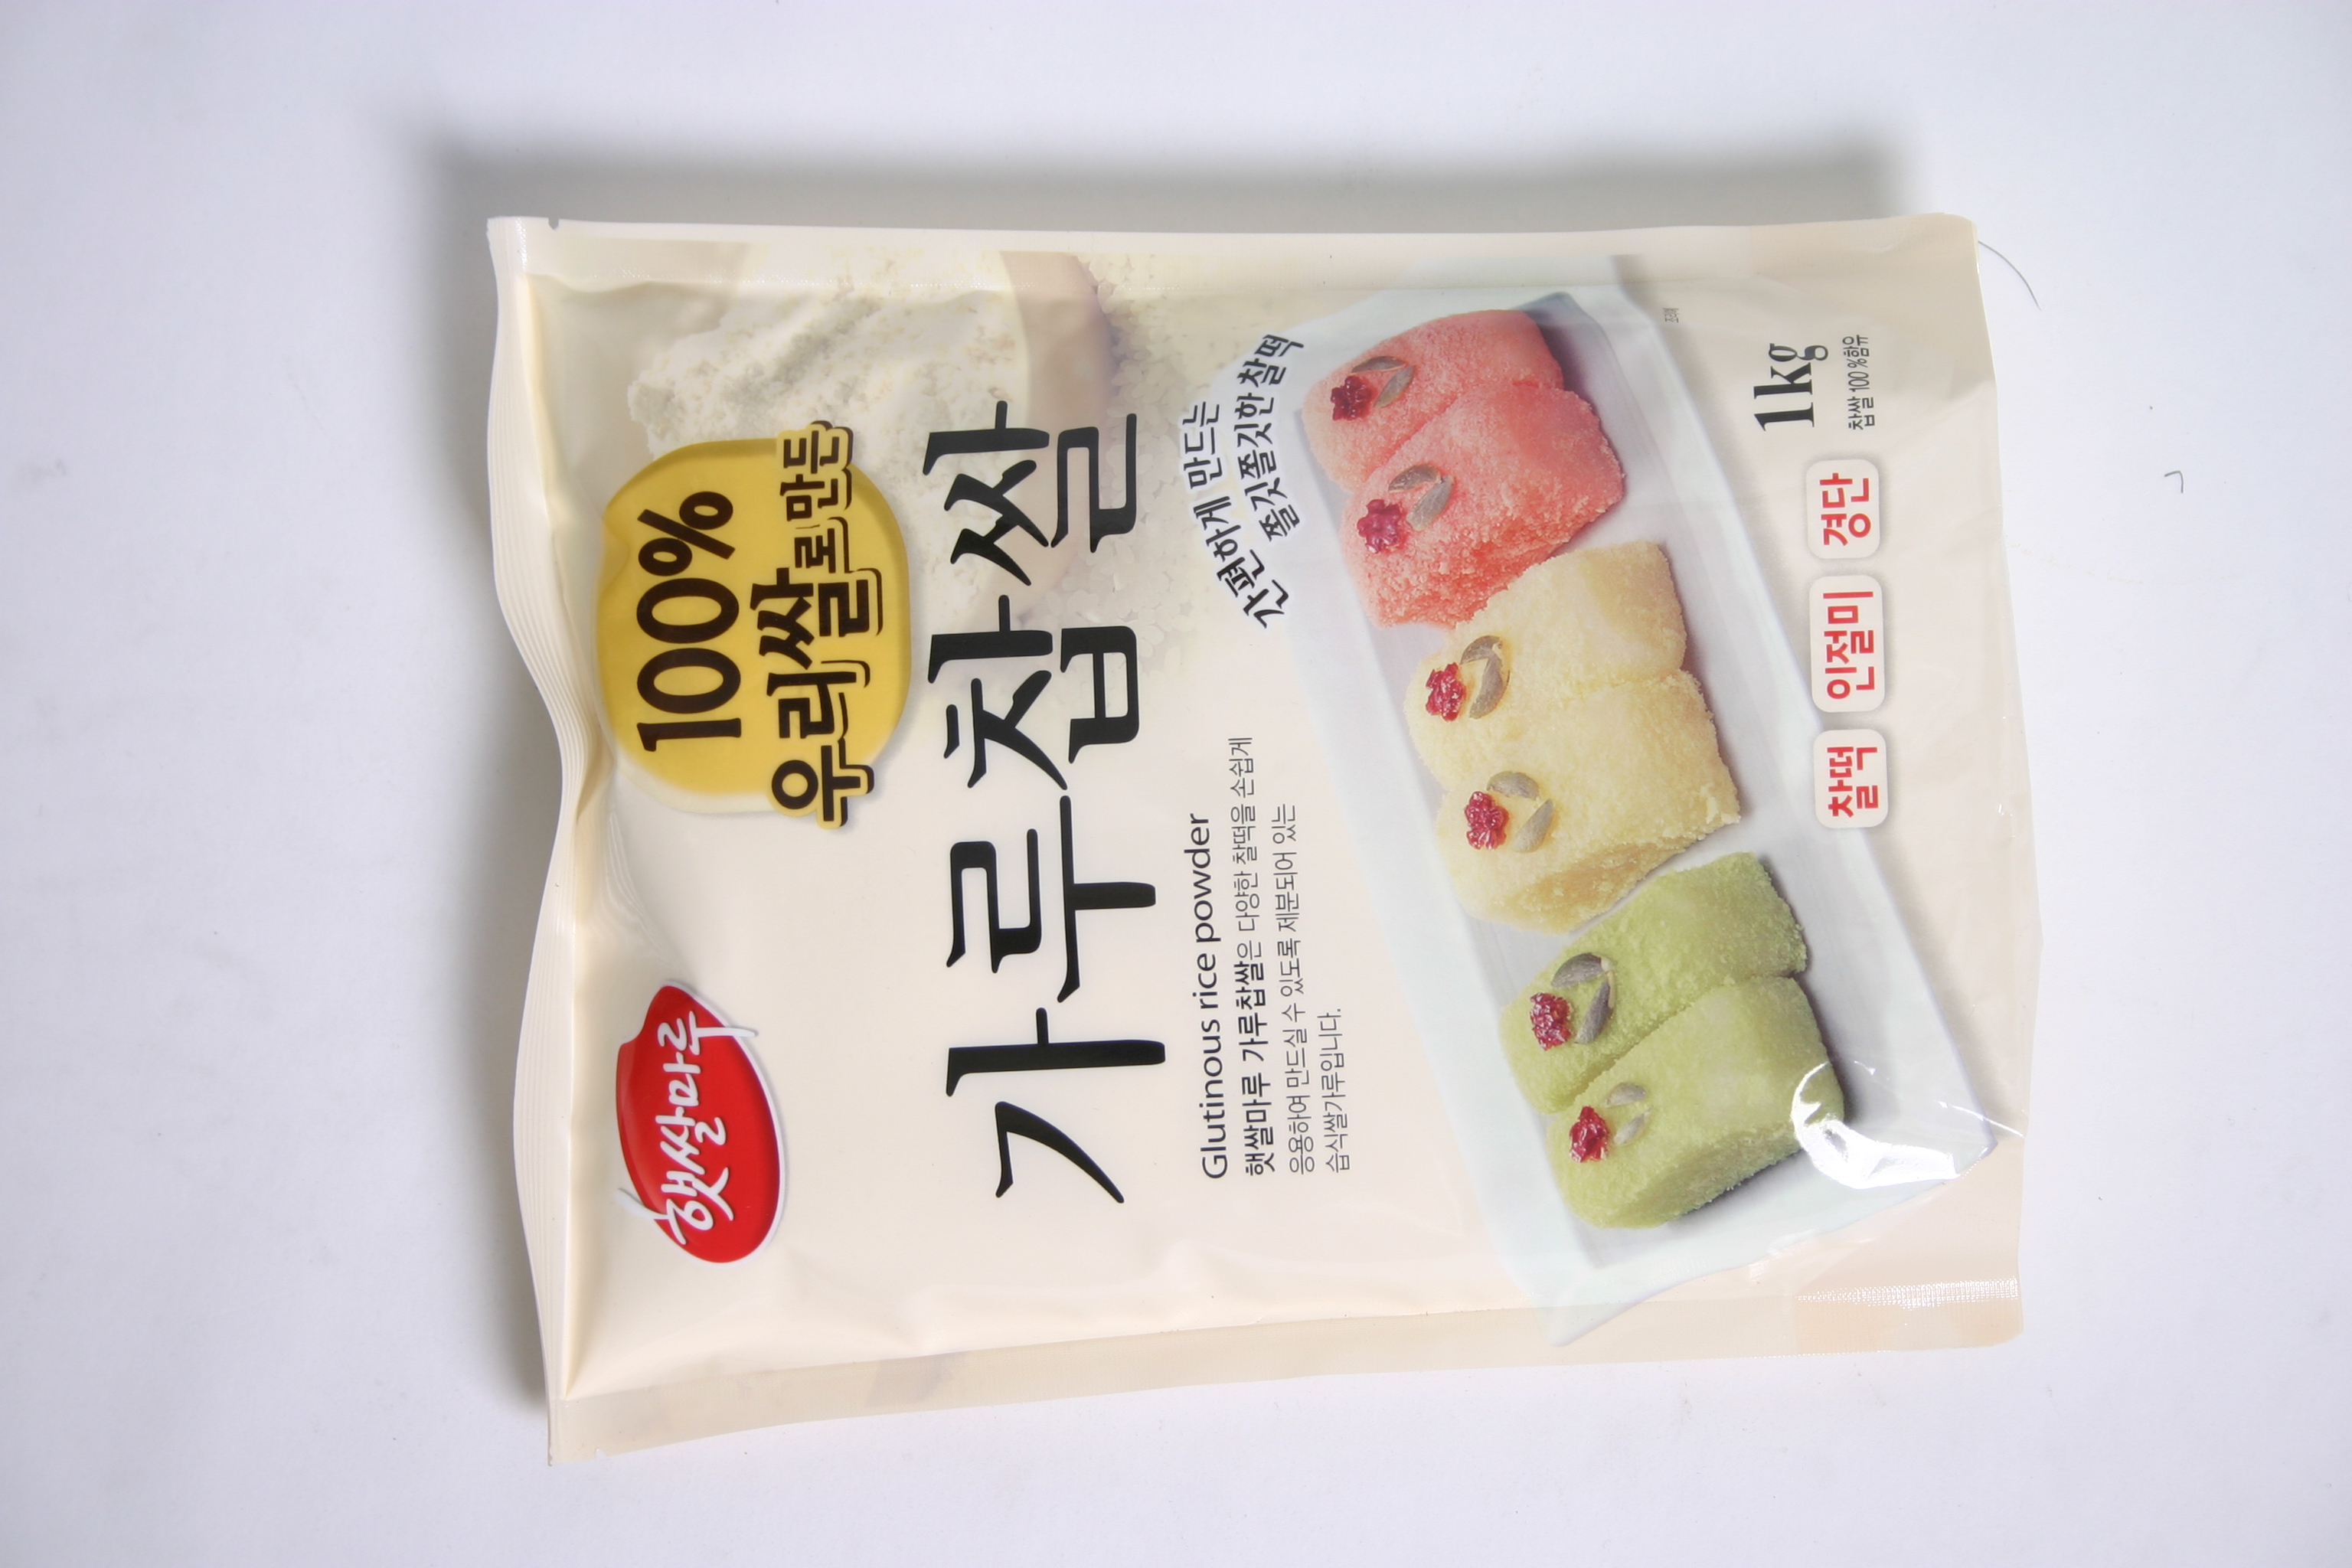 햇쌀마루
100%
우리쌀로만든
가루찹쌀
Glutinous rice powder
햇쌀마루 가루찹쌀은 다양한 찰떡을 손쉽게
응용하여 만드실 수 있도록 제분되어 있는
습식쌀가루입니다.
간편하게 만드는
쫄깃쫄깃한 찰떡
찰떡 인절미 경단
1kg
찹쌀 100 %함유